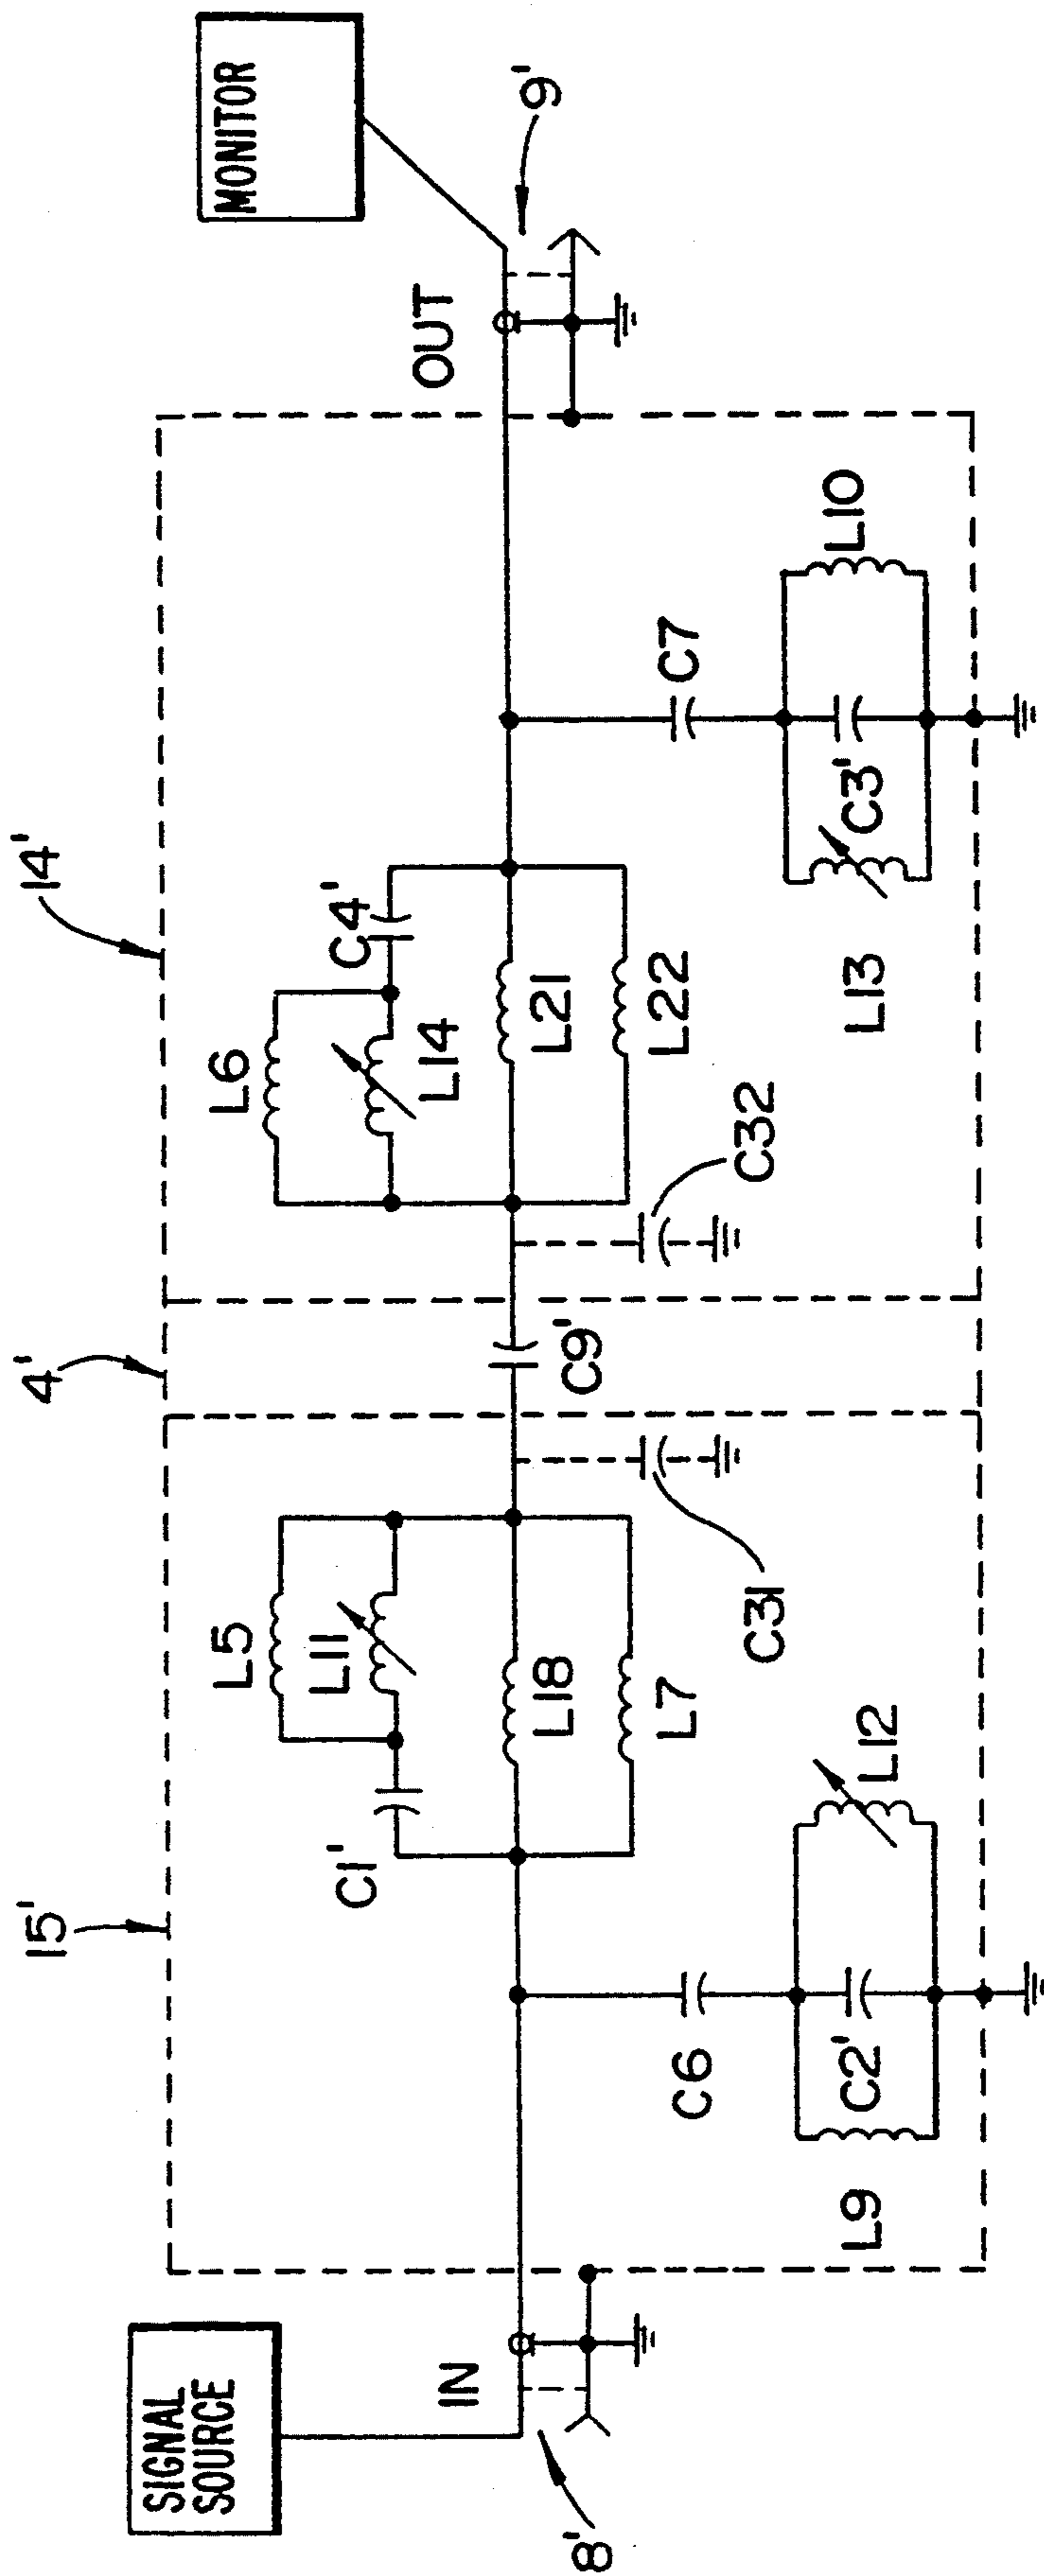 SIGNAL
SOURCE
MONITOR
15'
4'
14'
L5
L6
L11
C1'
L14
C4'
IN
OUT
8'
9'
L18
L21
C9'
L7
L22
C31
C32
C6
C7
L9
C2'
L12
L13
C3'
L10